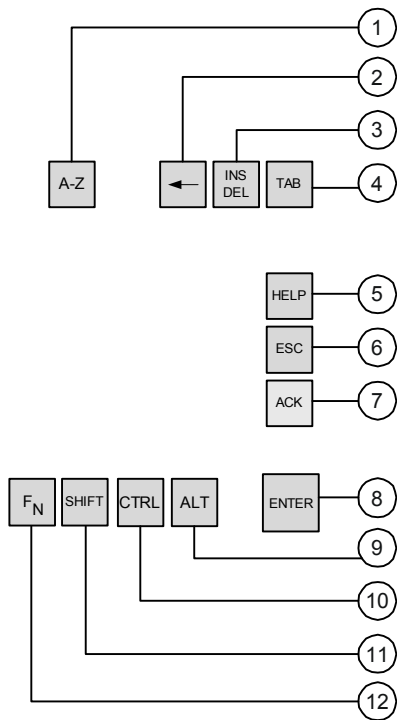 1
2
3
A-Z
INS
DEL
TAB
4
HELP
5
ESC
6
ACK
7
FN
SHIFT
CTRL
ALT
ENTER
8
9
10
11
12